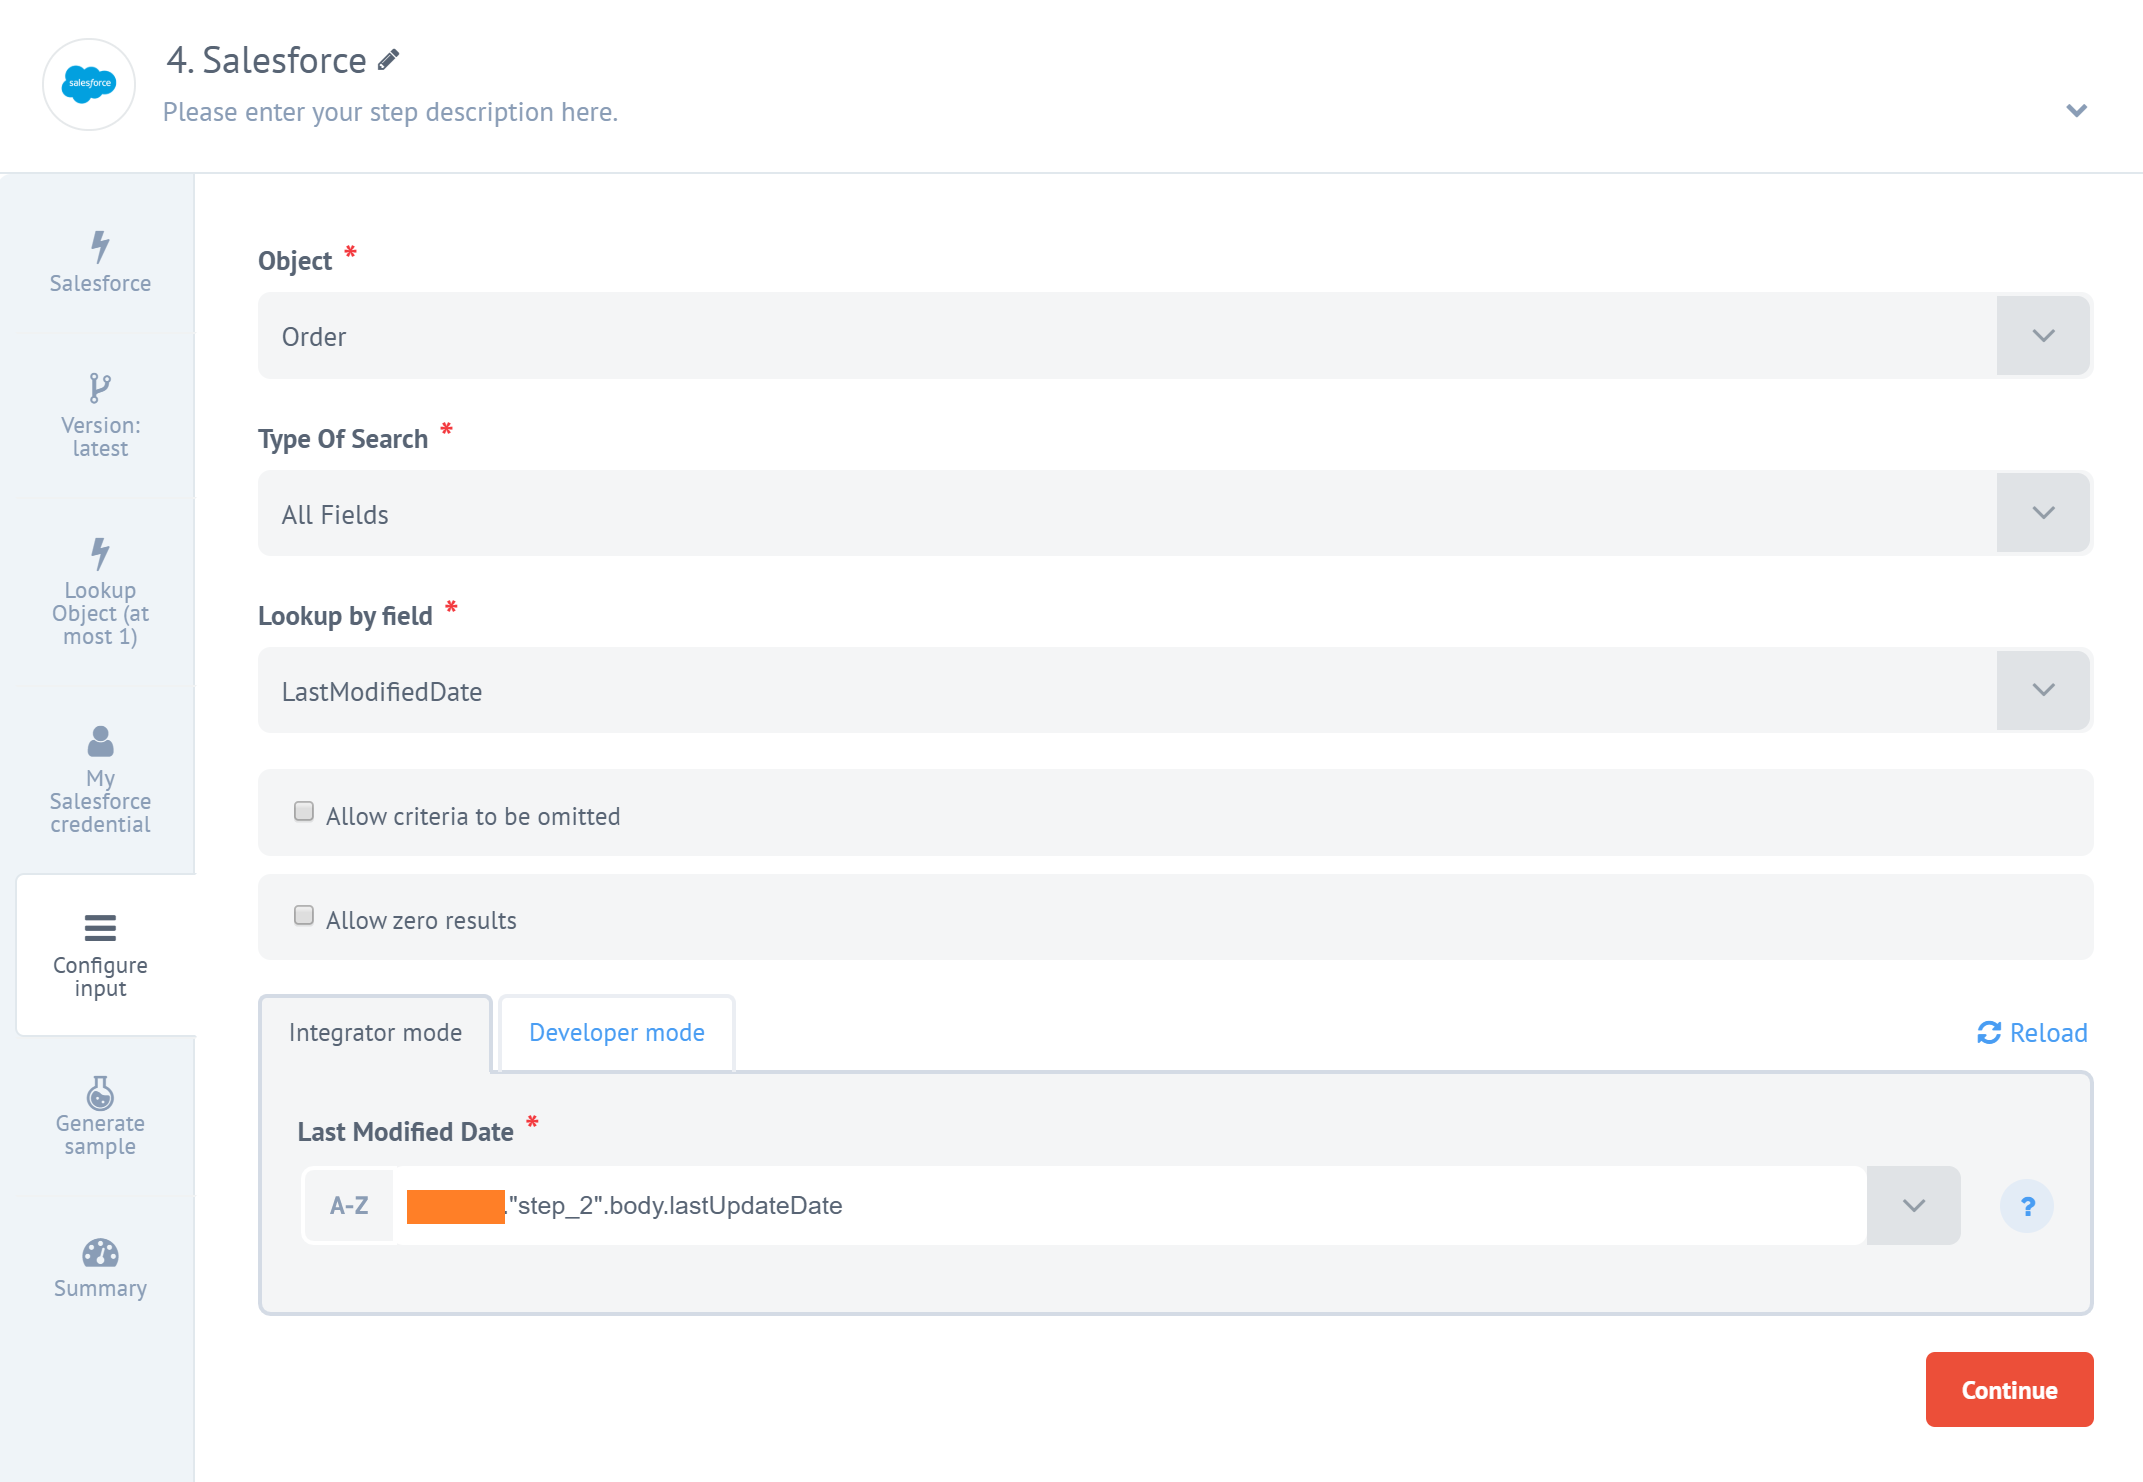 salesforce
4. Salesforce
Please enter your step description here.
Salesforce
Version:
latest
Lookup
Object (at
most 1)
My
Salesforce
credential
Configure
input
Generate
sample
Summary
Object *
Order
Type Of Search *
All Fields
Lookup by field *
LastModifiedDate
Allow criteria to be omitted
Allow zero results
Integrator mode
Developer mode
Reload
Last Modified Date *
A-Z
."step_2".body.lastUpdateDate
?
Continue